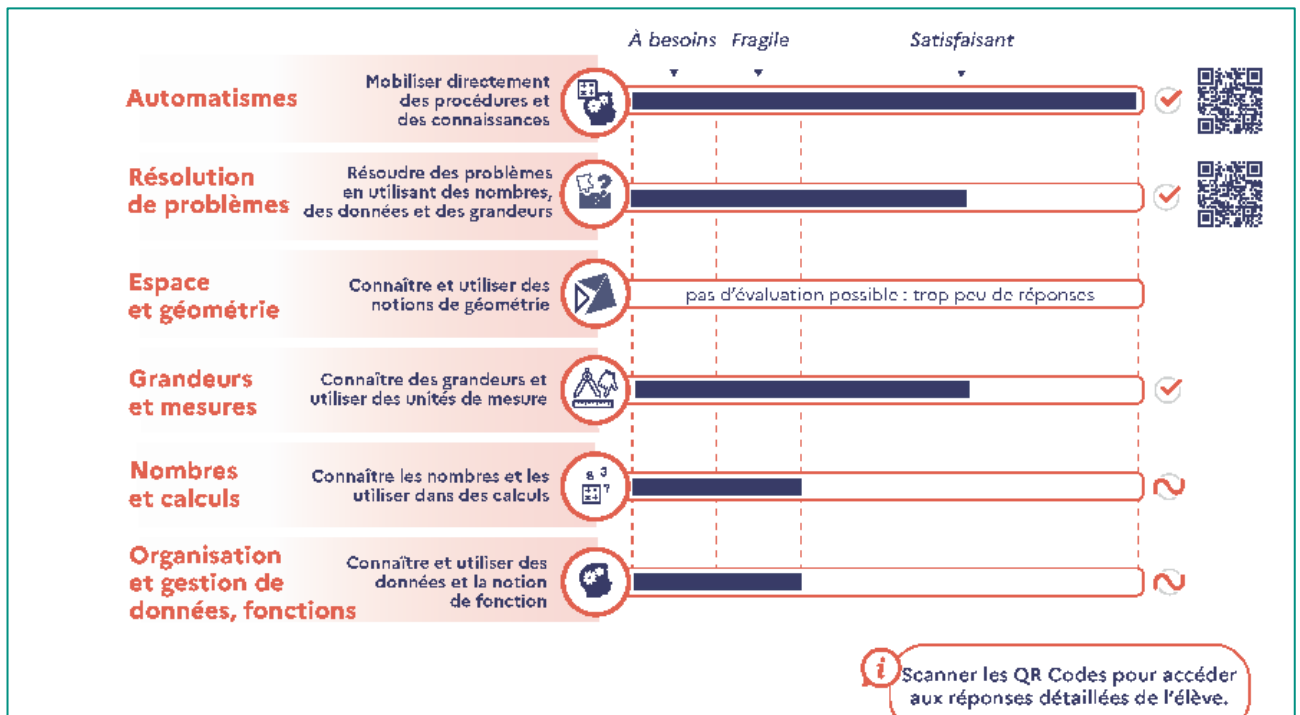 À besoins Fragile Satisfaisant
Automatismes
Mobiliser directement
des procédures et
des connaissances
Résolution
de problèmes
Résoudre des problèmes
en utilisant des nombres,
des données et des grandeurs
Espace
et géométrie
Connaître et utiliser des
notions de géométrie
pas d'évaluation possible : trop peu de réponses
Grandeurs
et mesures
Connaître des grandeurs et
utiliser des unités de mesure
Nombres
et calculs
Connaître les nombres et les
utiliser dans des calculs
Organisation
et gestion de
données, fonctions
Connaître et utiliser des
données et la notion
de fonction
Scanner les QR Codes pour accéder
aux réponses détaillées de l'élève.